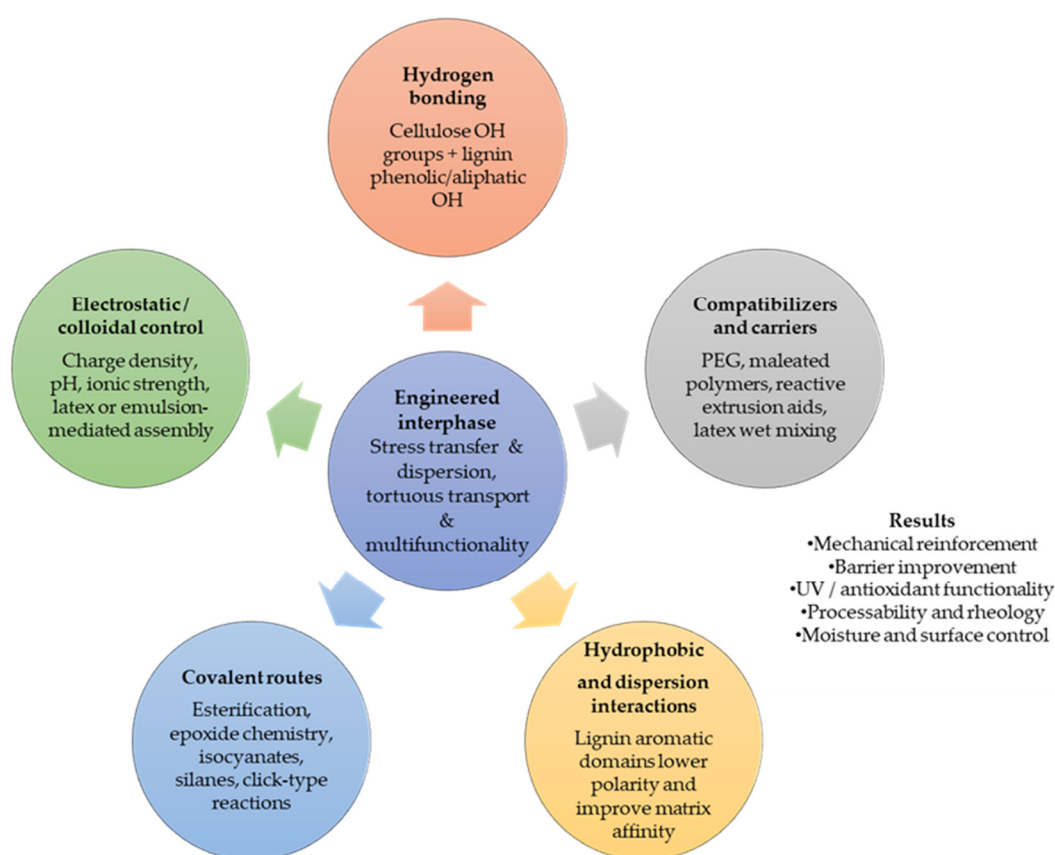 Hydrogen
bonding
Cellulose OH
groups + lignin
phenolic/aliphatic
OH
Electrostatic /
colloidal control
Charge density,
pH, ionic strength,
latex or emulsion-
mediated assembly
Compatibilizers
and carriers
PEG, maleated
polymers, reactive
extrusion aids,
latex wet mixing
Engineered
interphase
Stress transfer &
dispersion,
tortuous transport
&
multifunctionality
Results
•Mechanical reinforcement
•Barrier improvement
•UV / antioxidant functionality
•Processability and rheology
•Moisture and surface control
Covalent routes
Esterification,
epoxide chemistry,
isocyanates,
silanes, click-type
reactions
Hydrophobic
and dispersion
interactions
Lignin aromatic
domains lower
polarity and
improve matrix
affinity